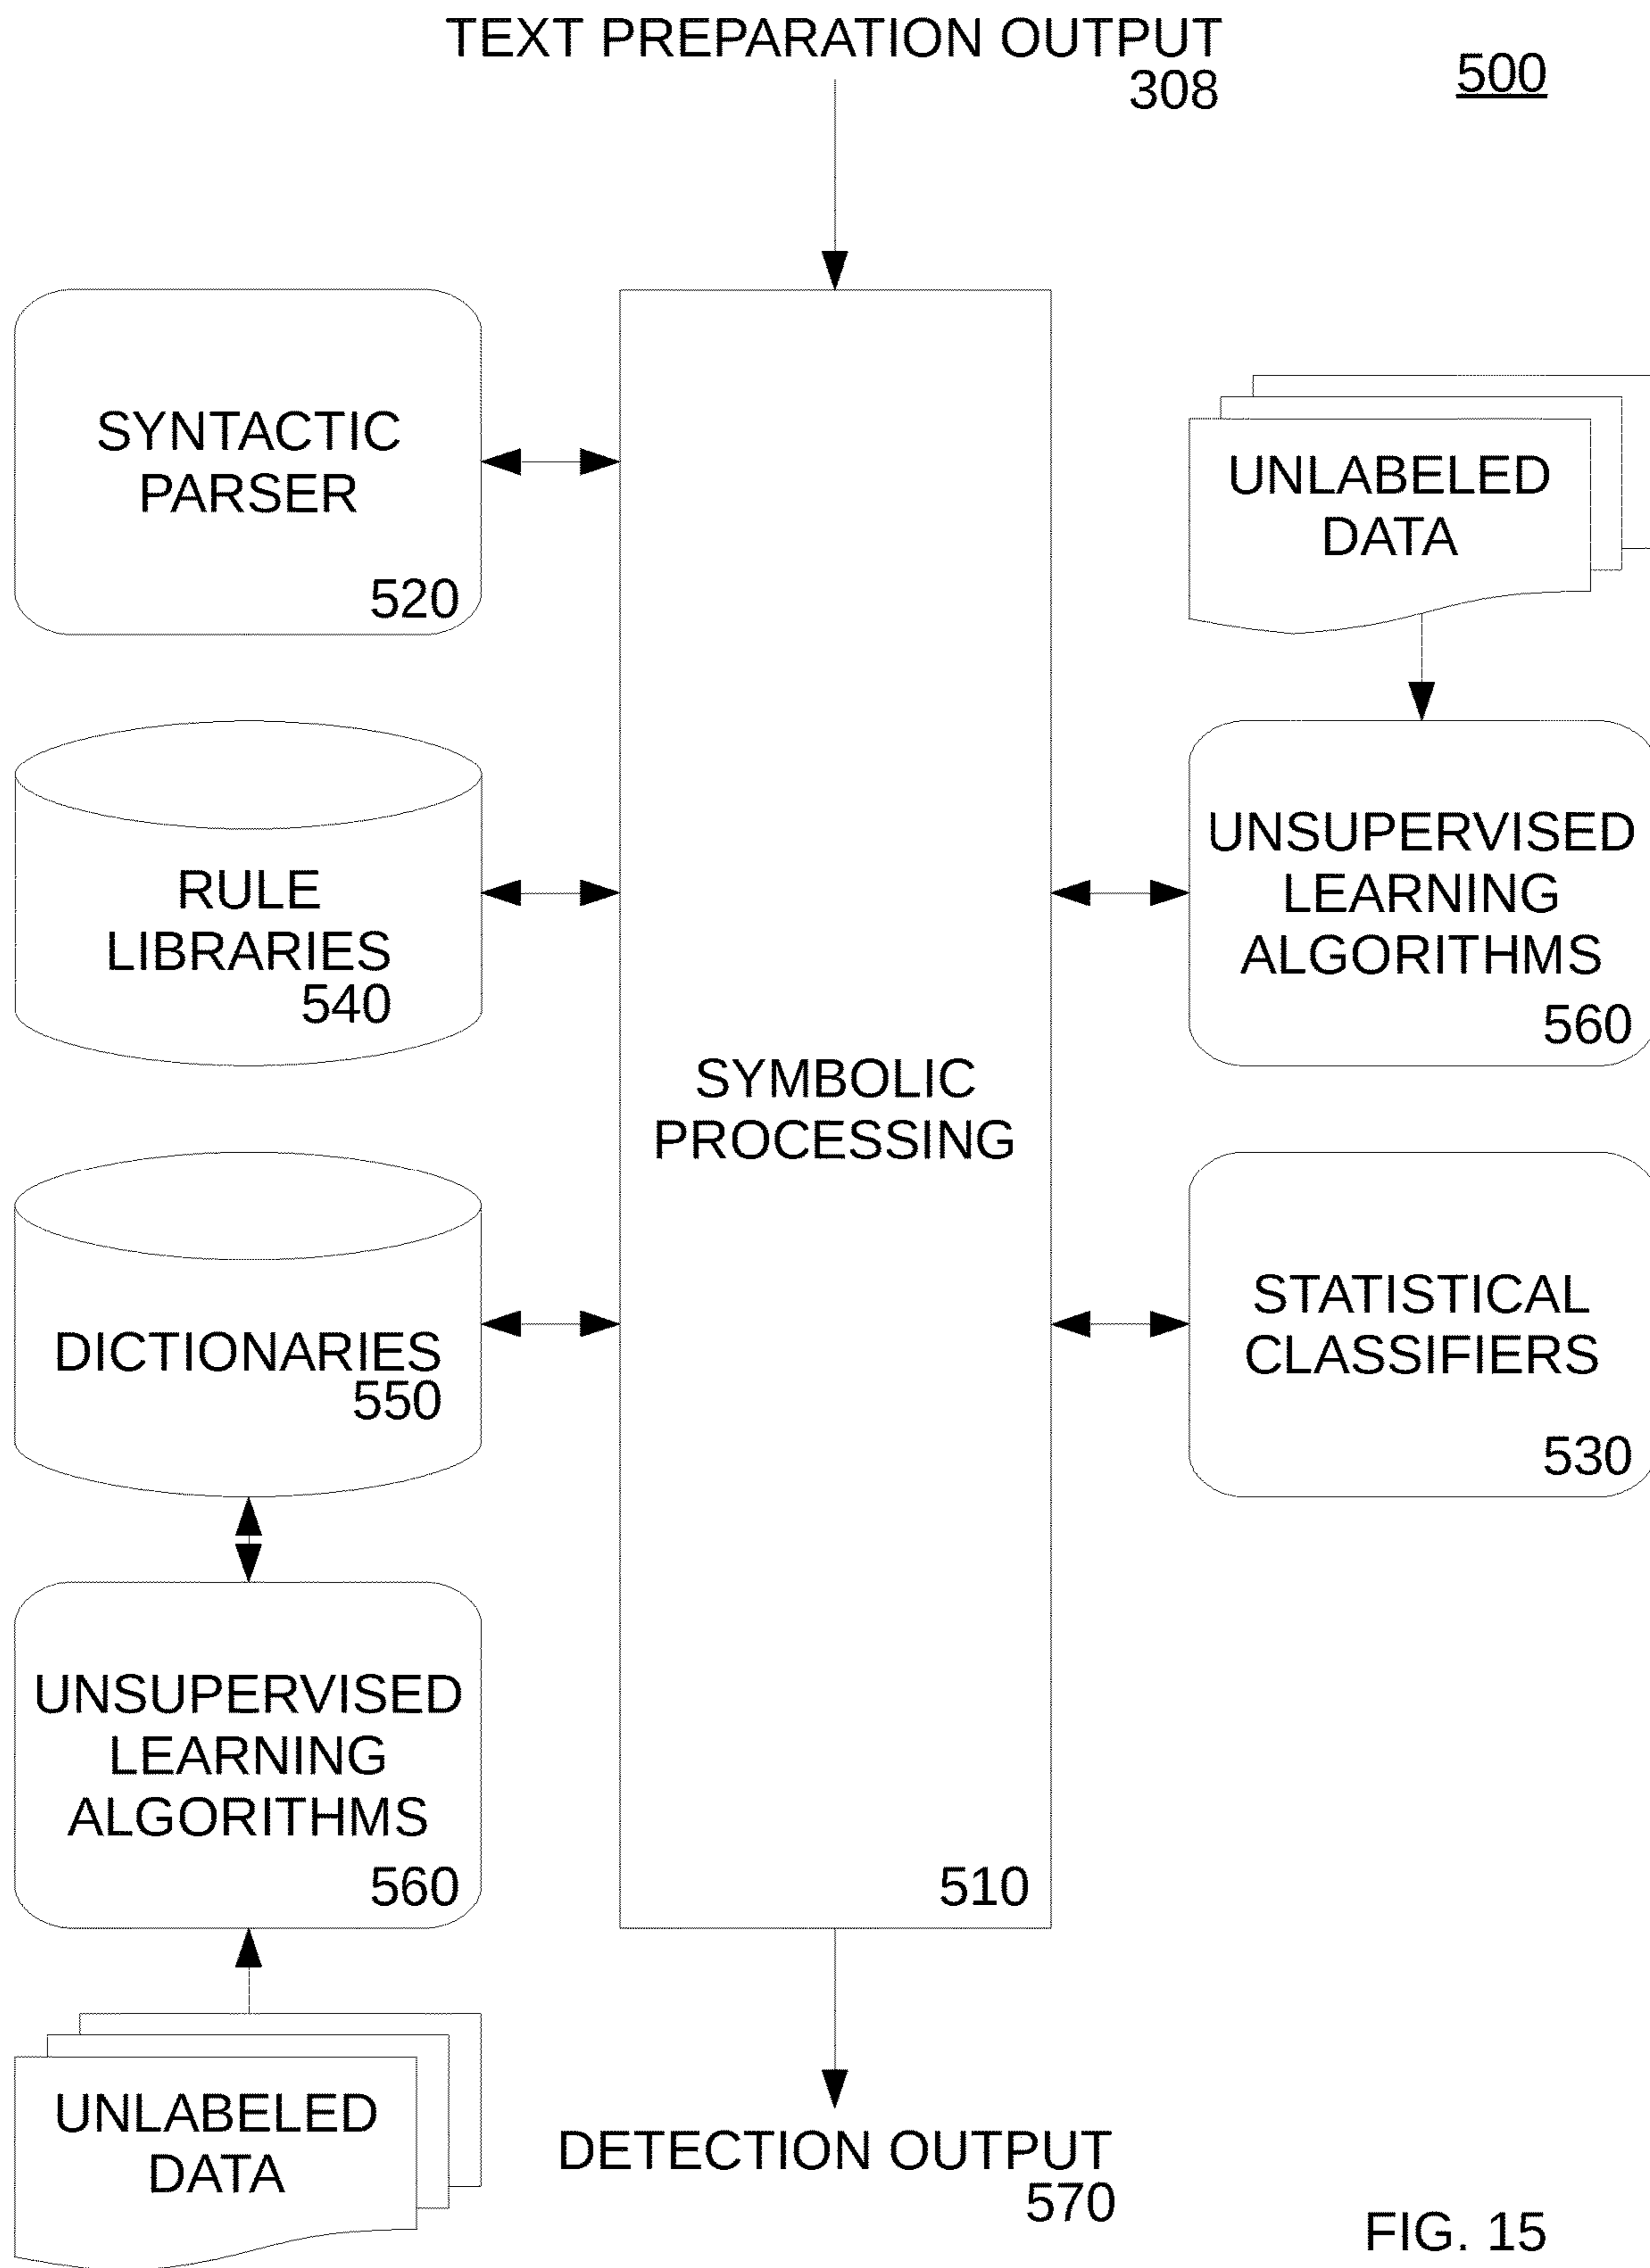 TEXT PREPARATION OUTPUT
308
500
SYNTACTIC
PARSER
520
UNLABELED
DATA
RULE
LIBRARIES
540
UNSUPERVISED
LEARNING
ALGORITHMS
560
SYMBOLIC
PROCESSING
510
DICTIONARIES
550
STATISTICAL
CLASSIFIERS
530
UNSUPERVISED
LEARNING
ALGORITHMS
560
UNLABELED
DATA
DETECTION OUTPUT
570
FIG. 15